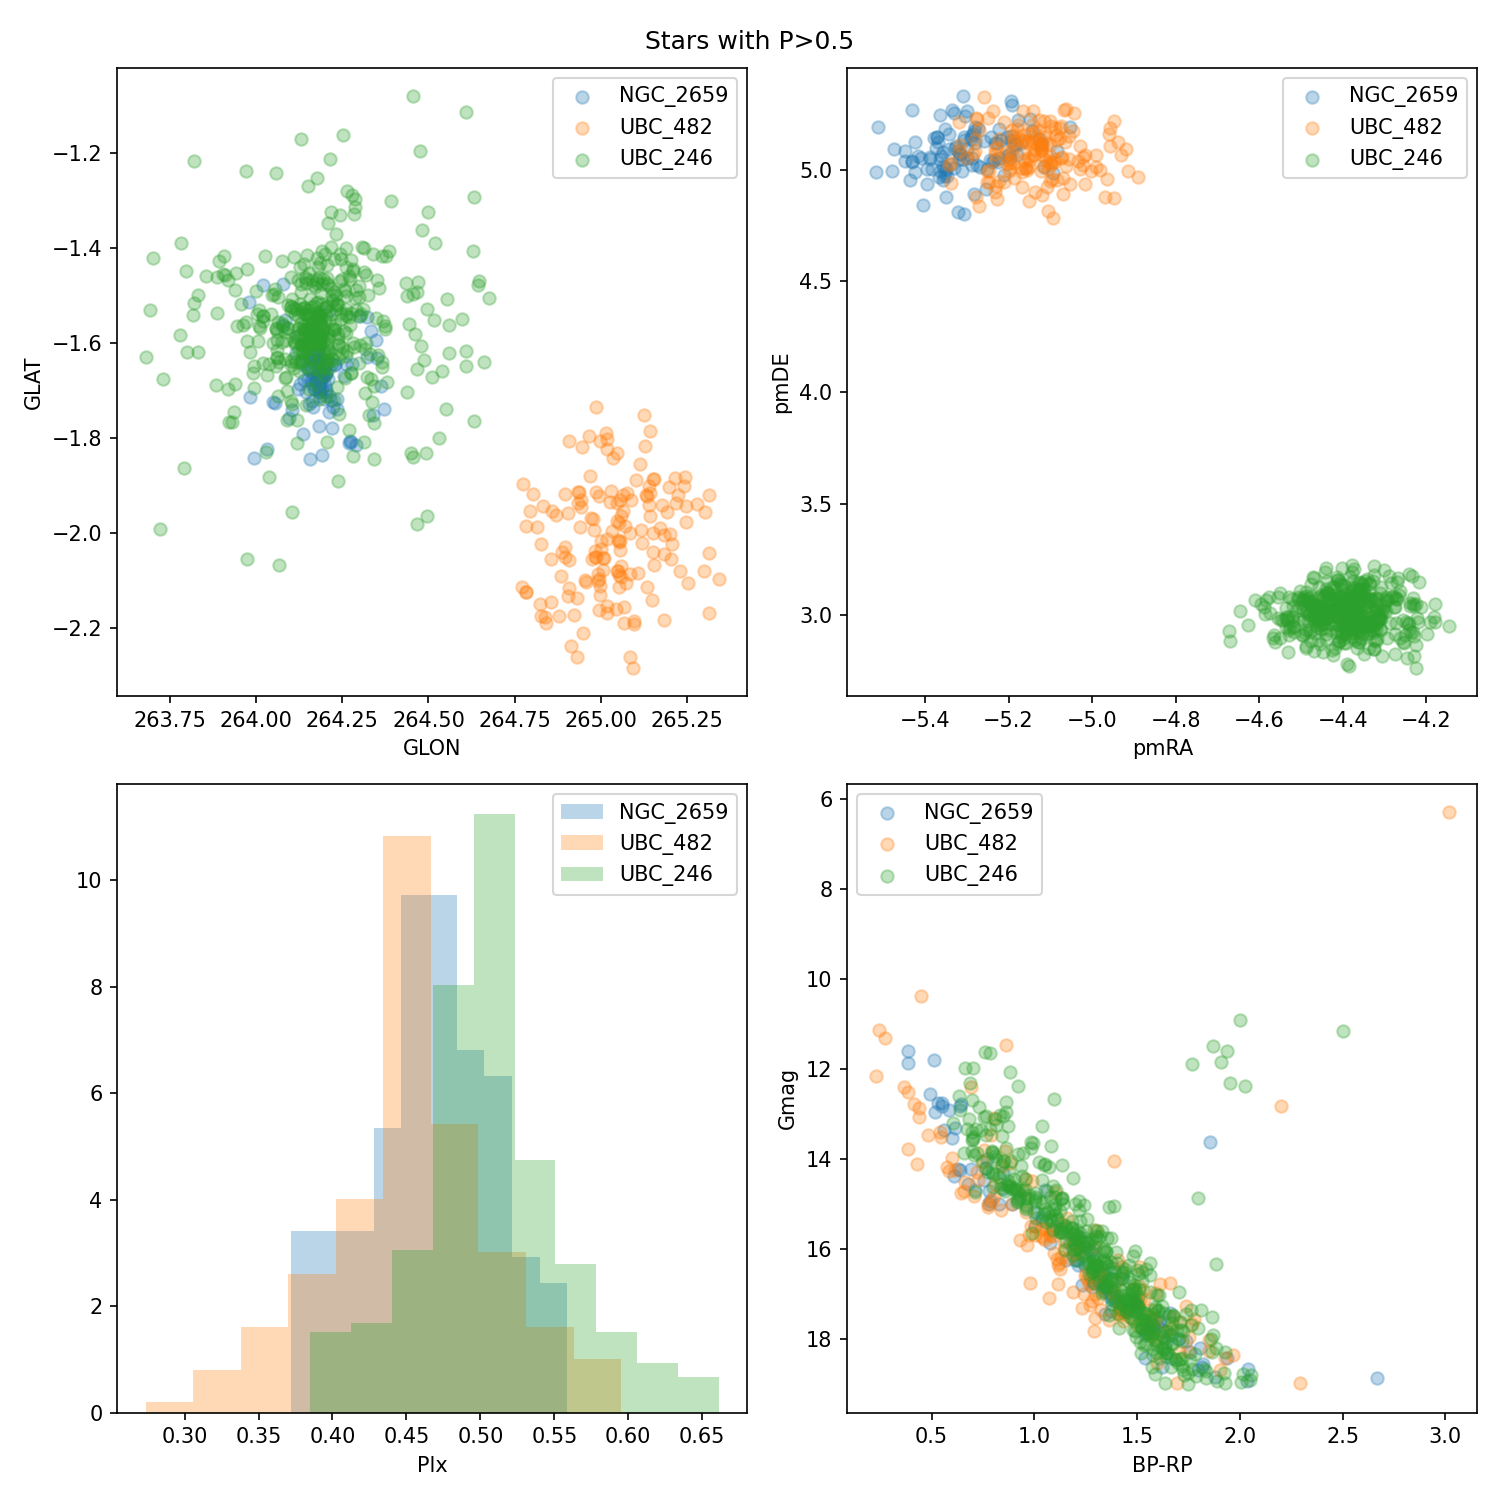 Stars with P>0.5
NGC_2659
UBC_482
UBC_246
−1.2
−1.4
−1.6
−1.8
−2.0
−2.2
GLAT
263.75 264.00 264.25 264.50 264.75 265.00 265.25
GLON
NGC_2659
UBC_482
UBC_246
5.0
4.5
4.0
3.5
3.0
pmDE
−5.4 −5.2 −5.0 −4.8 −4.6 −4.4 −4.2
pmRA
NGC_2659
UBC_482
UBC_246
10
8
6
4
2
0
0.30 0.35 0.40 0.45 0.50 0.55 0.60 0.65
Plx
NGC_2659
UBC_482
UBC_246
6
8
10
12
14
16
18
Gmag
0.5 1.0 1.5 2.0 2.5 3.0
BP-RP